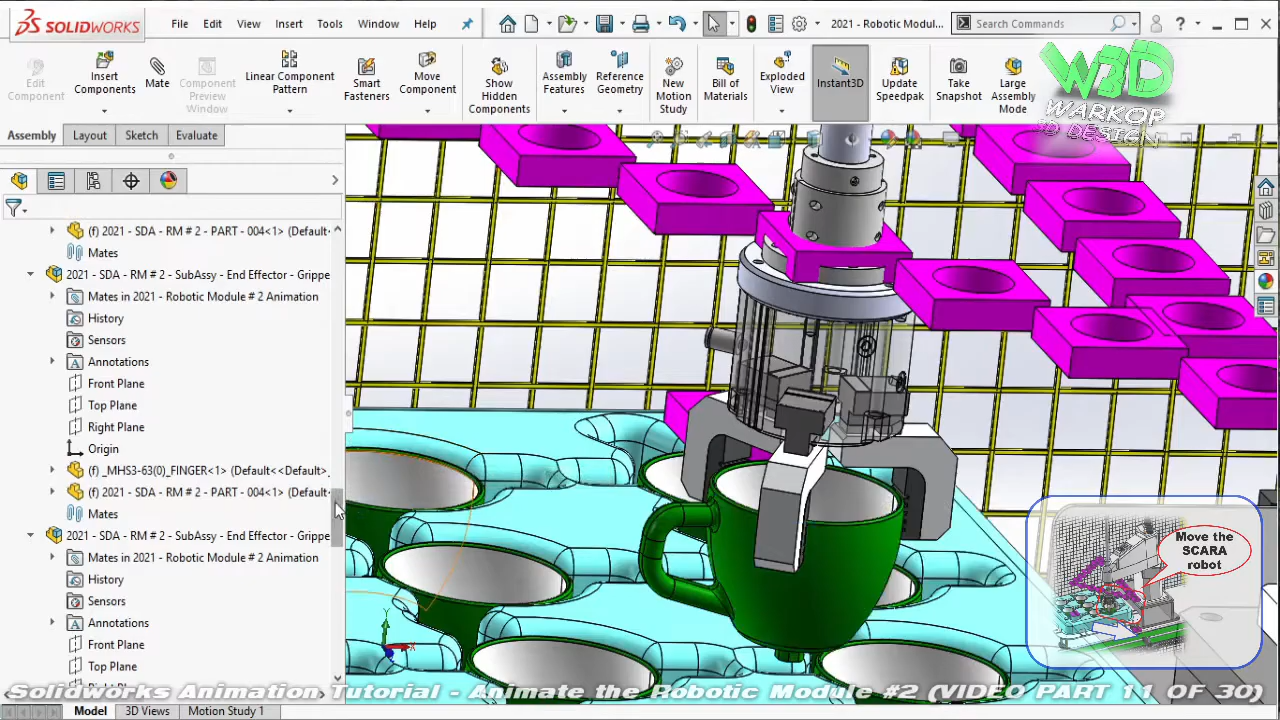 SOLIDWORKS
File Edit View Insert Tools Window Help
2021 - Robotic Modul...
Search Commands
?
Edit Component
Insert Components
Mate
Component Preview Window
Linear Component Pattern
Smart Fasteners
Move Component
Show Hidden Components
Assembly Features
Reference Geometry
New Motion Study
Bill of Materials
Exploded View
Instant3D
Update Speedpak
Take Snapshot
Large Assembly Mode
W3D
WARKOP
3D DESIGN
Assembly Layout Sketch Evaluate
(f) 2021 - SDA - RM # 2 - PART - 004<1> (Default
Mates
2021 - SDA - RM # 2 - SubAssy - End Effector - Grippe
Mates in 2021 - Robotic Module # 2 Animation
History
Sensors
Annotations
Front Plane
Top Plane
Right Plane
Origin
(f) _MHS3-63(0)_FINGER<1> (Default<<Default>.
(f) 2021 - SDA - RM # 2 - PART - 004<1> (Default
Mates
2021 - SDA - RM # 2 - SubAssy - End Effector - Grippe
Mates in 2021 - Robotic Module # 2 Animation
History
Sensors
Annotations
Front Plane
Top Plane
Move the
SCARA
robot
Y
X
SolidWorks Animation Tutorial - Animate the Robotic Module #2 (VIDEO PART 11 OF 30)
Model 3D Views Motion Study 1